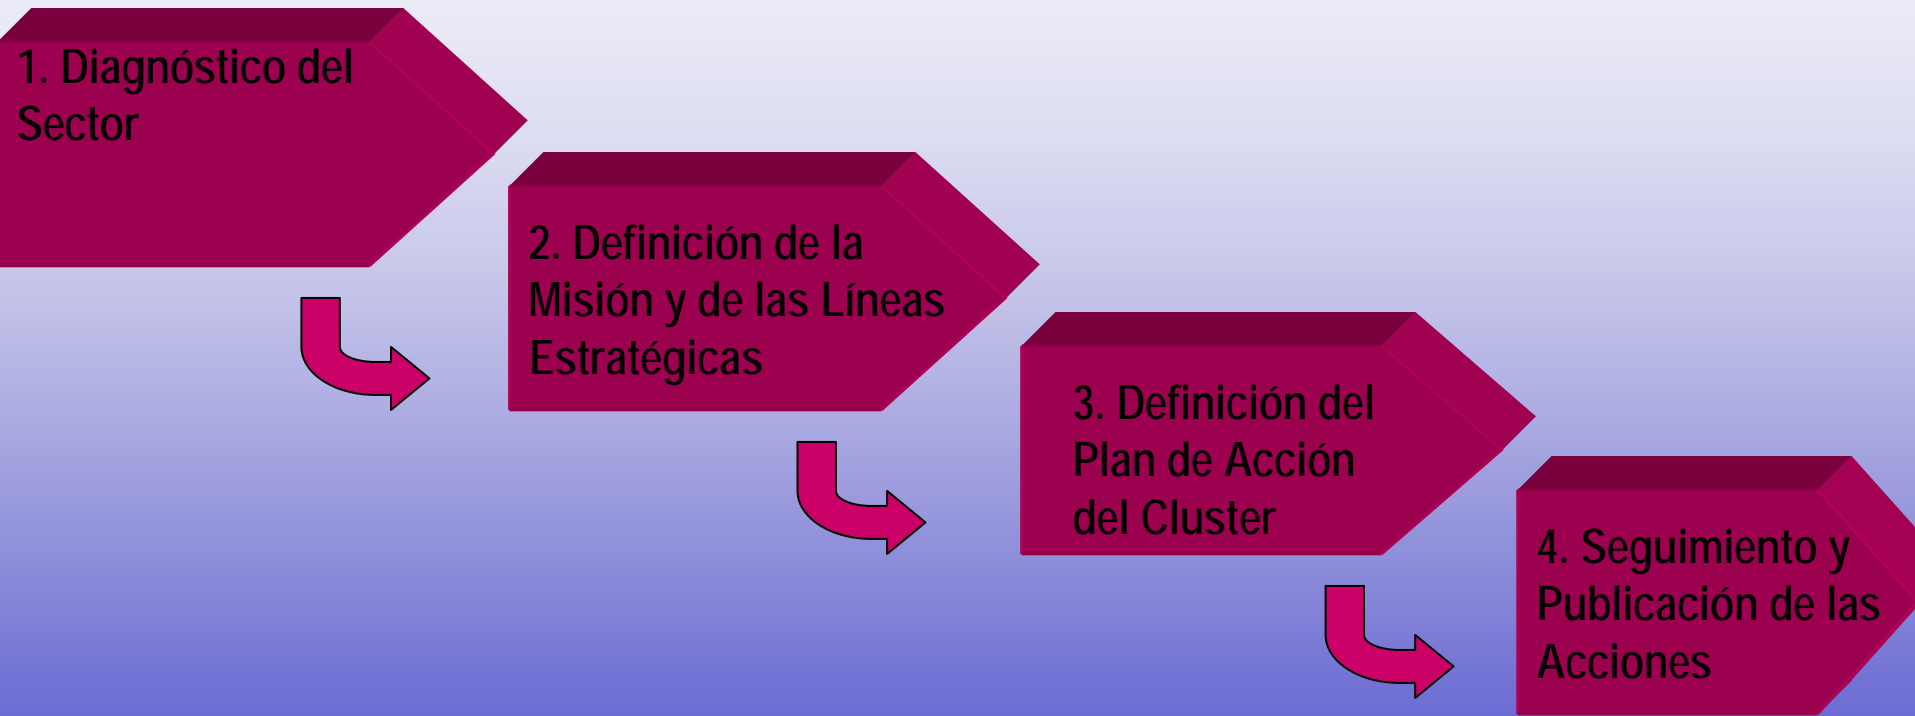 1. Diagnóstico del
Sector
2. Definición de la
Misión y de las Líneas
Estratégicas
3. Definición del
Plan de Acción
del Cluster
4. Seguimiento y
Publicación de las
Acciones